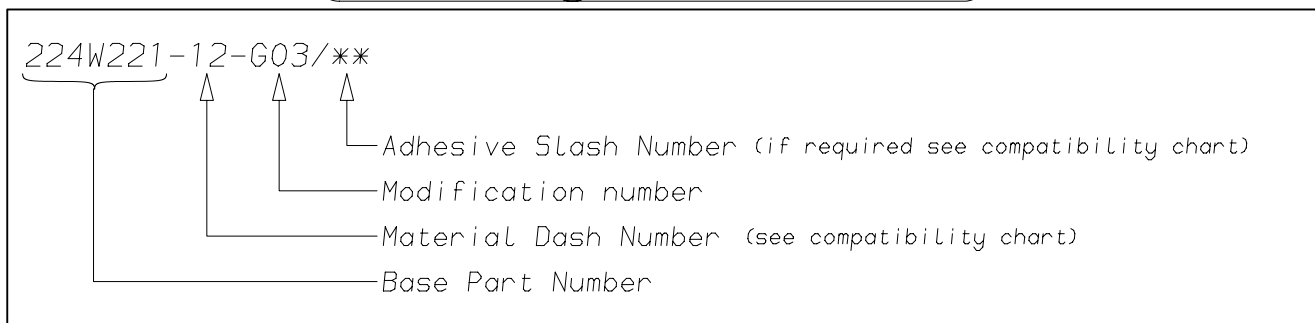 224W221-12-G03/**
Adhesive Slash Number (if required see compatibility chart)
Modification number
Material Dash Number (see compatibility chart)
Base Part Number